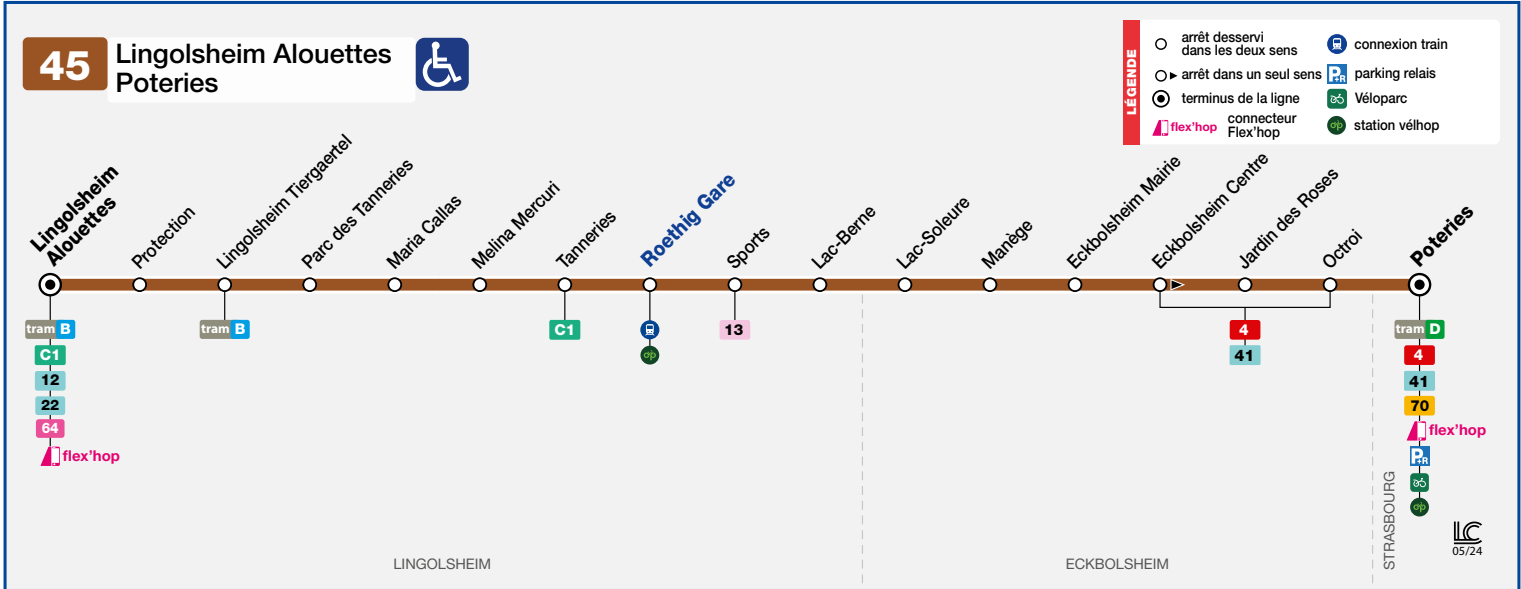 45
Lingolsheim Alouettes
Poteries
LÉGENDE
arrêt desservi
dans les deux sens
arrêt dans un seul sens
terminus de la ligne
flex'hop
connecteur
Flex'hop
connexion train
P+R
parking relais
Véloparc
station vélhop
Lingolsheim
Alouettes
Protection
Lingolsheim Tiergaertel
Parc des Tanneries
Maria Callas
Melina Mercuri
Tanneries
Roethig Gare
Sports
Lac-Berne
Lac-Soleure
Manège
Eckbolsheim Mairie
Eckbolsheim Centre
Jardin des Roses
Octroi
Poteries
tram B
C1
12
22
64
flex'hop
tram B
C1
13
4
41
tram D
4
41
70
flex'hop
P+R
LINGOLSHEIM
ECKBOLSHEIM
STRASBOURG
LC
05/24